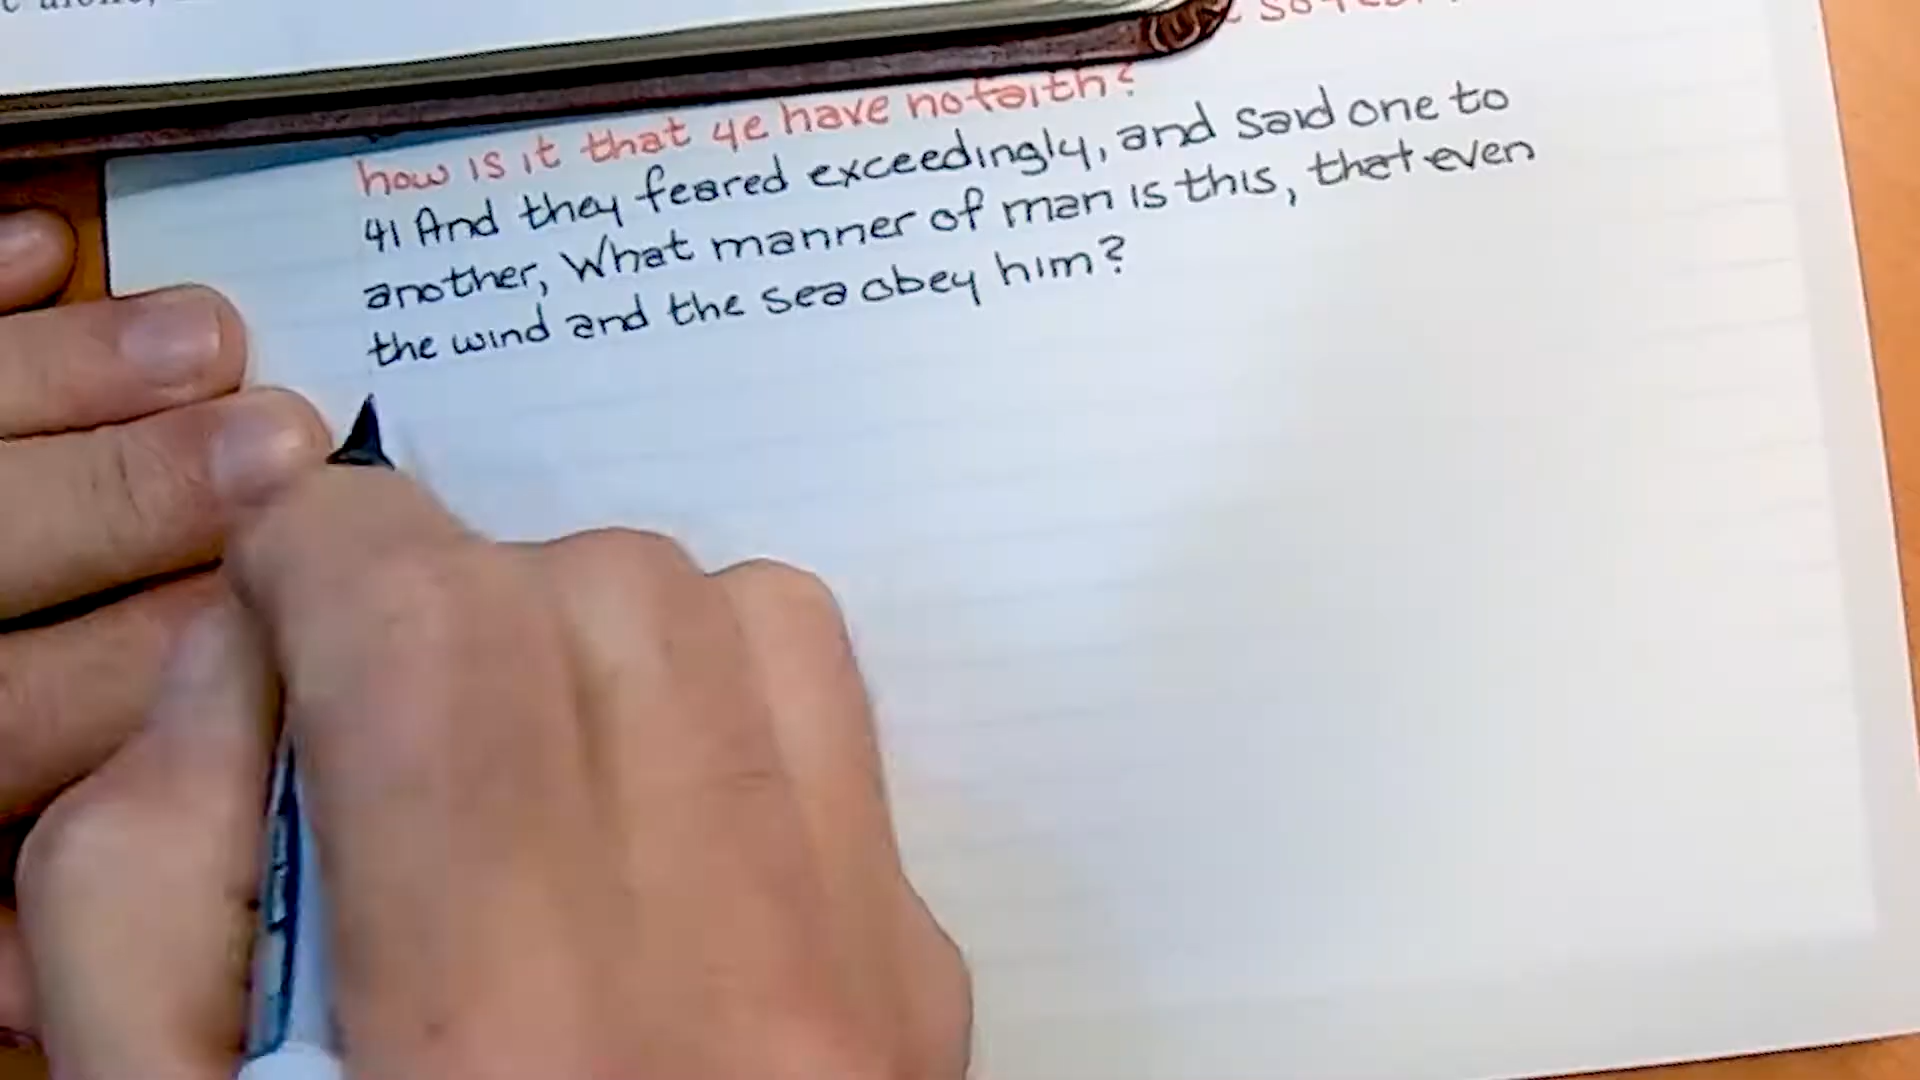 how is it that ye have no faith?
41 And they feared exceedingly, and said one to
another, What manner of man is this, that even
the wind and the sea obey him?